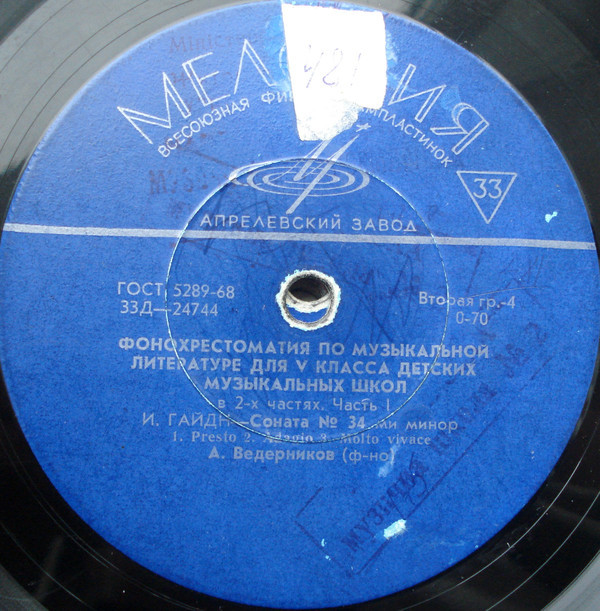 МЕЛОДИЯ
ВСЕСОЮЗНАЯ ФИРМА ГРАМПЛАСТИНОК
481
33
АПРЕЛЕВСКИЙ ЗАВОД
ГОСТ 5289-68
33Д—24744
Вторая гр.-4
0-70
ФОНОХРЕСТОМАТИЯ ПО МУЗЫКАЛЬНОЙ
ЛИТЕРАТУРЕ ДЛЯ V КЛАССА ДЕТСКИХ
МУЗЫКАЛЬНЫХ ШКОЛ
в 2-х частях. Часть I
И. ГАЙДН—Соната № 34 ми минор
1. Presto 2. Adagio 3. Molto vivace
А. Ведерников (ф-но)